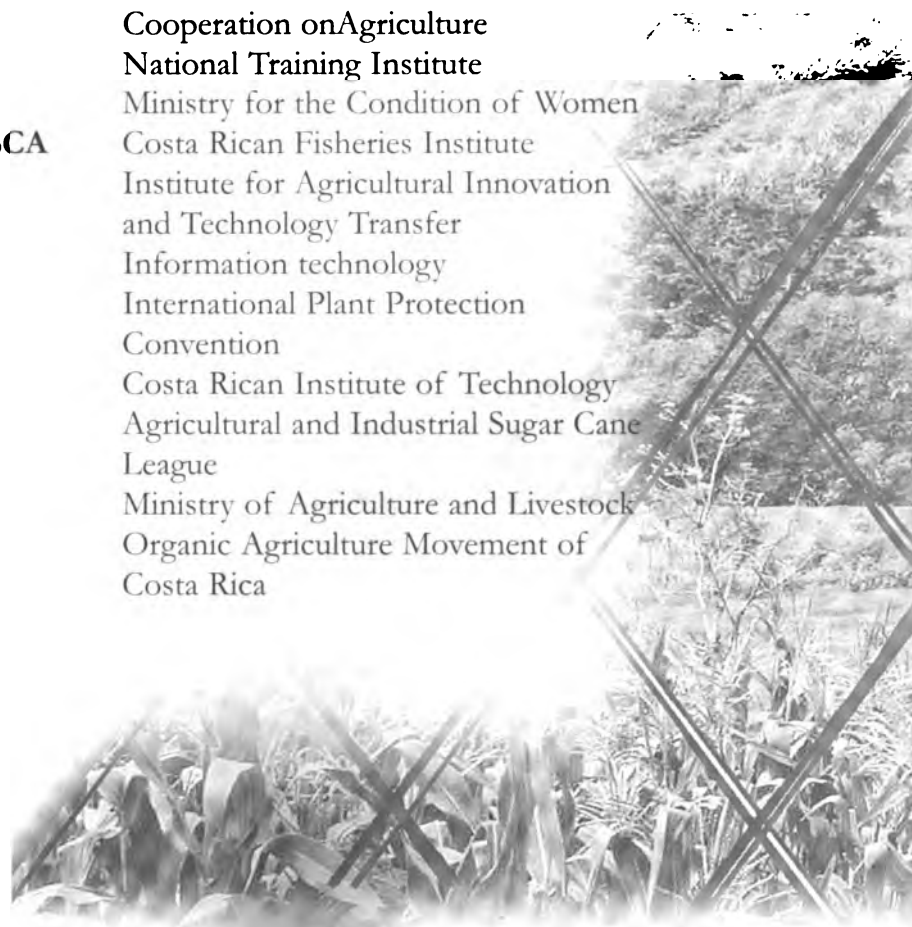 Cooperation onAgriculture
National Training Institute
Ministry for the Condition of Women
CA Costa Rican Fisheries Institute
Institute for Agricultural Innovation
and Technology Transfer
Information technology
International Plant Protection
Convention
Costa Rican Institute of Technology
Agricultural and Industrial Sugar Cane
League
Ministry of Agriculture and Livestock
Organic Agriculture Movement of
Costa Rica